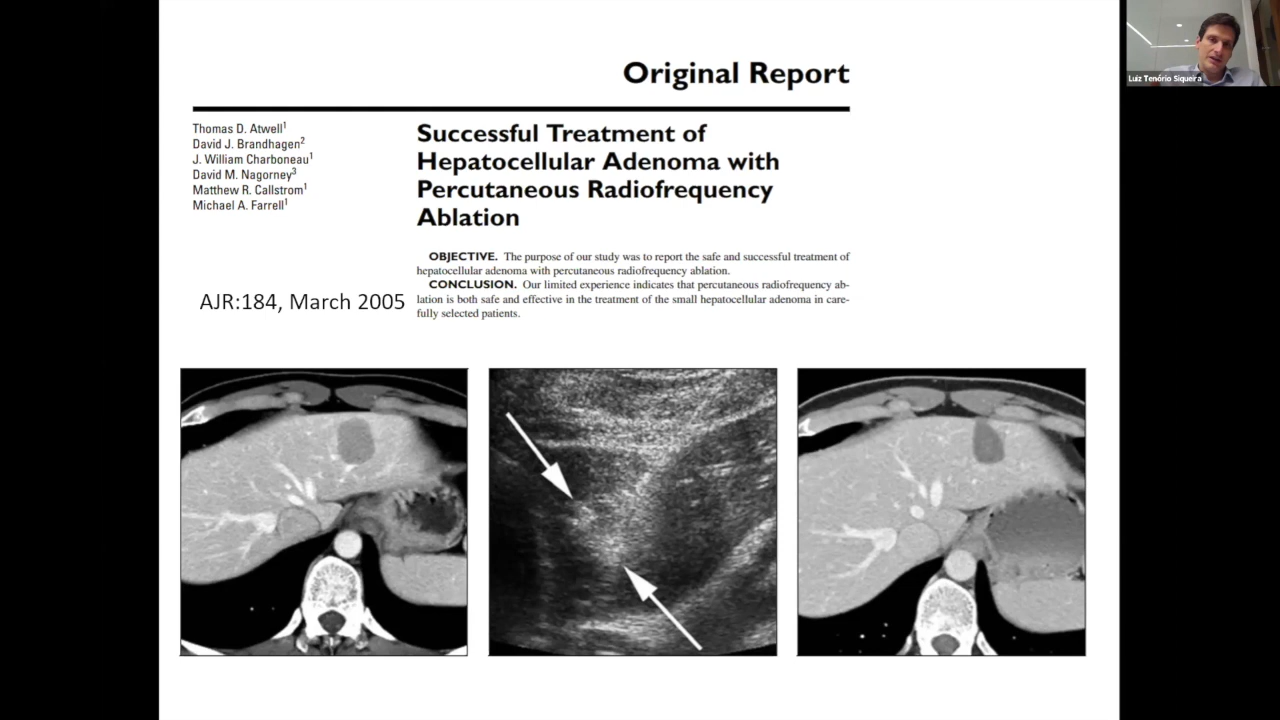 Original Report
Thomas D. Atwell1
David J. Brandhagen2
J. William Charboneau1
David M. Nagorney3
Matthew R. Callstrom1
Michael A. Farrell1
Successful Treatment of
Hepatocellular Adenoma with
Percutaneous Radiofrequency
Ablation
OBJECTIVE. The purpose of our study was to report the safe and successful treatment of
hepatocellular adenoma with percutaneous radiofrequency ablation.
CONCLUSION. Our limited experience indicates that percutaneous radiofrequency ab-
lation is both safe and effective in the treatment of the small hepatocellular adenoma in care-
fully selected patients.
AJR:184, March 2005
Luiz Tenório Siqueira